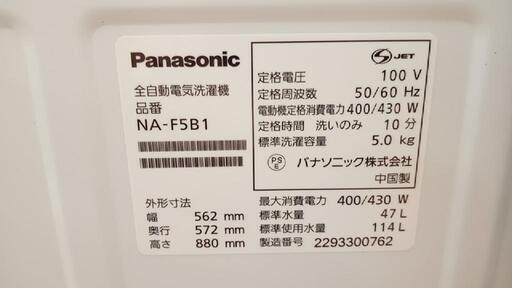 Panasonic
全自動電気洗濯機
品番
NA-F5B1
外形寸法
幅 562 mm
奥行 572 mm
高さ 880 mm
S JET
定格電圧 100 V
定格周波数 50/60 Hz
電動機定格消費電力 400/430 W
定格時間 洗いのみ 10分
標準洗濯容量 5.0 kg
PS E パナソニック株式会社
中国製
最大消費電力 400/430 W
標準水量 47 L
標準使用水量 114 L
製造番号 2293300762